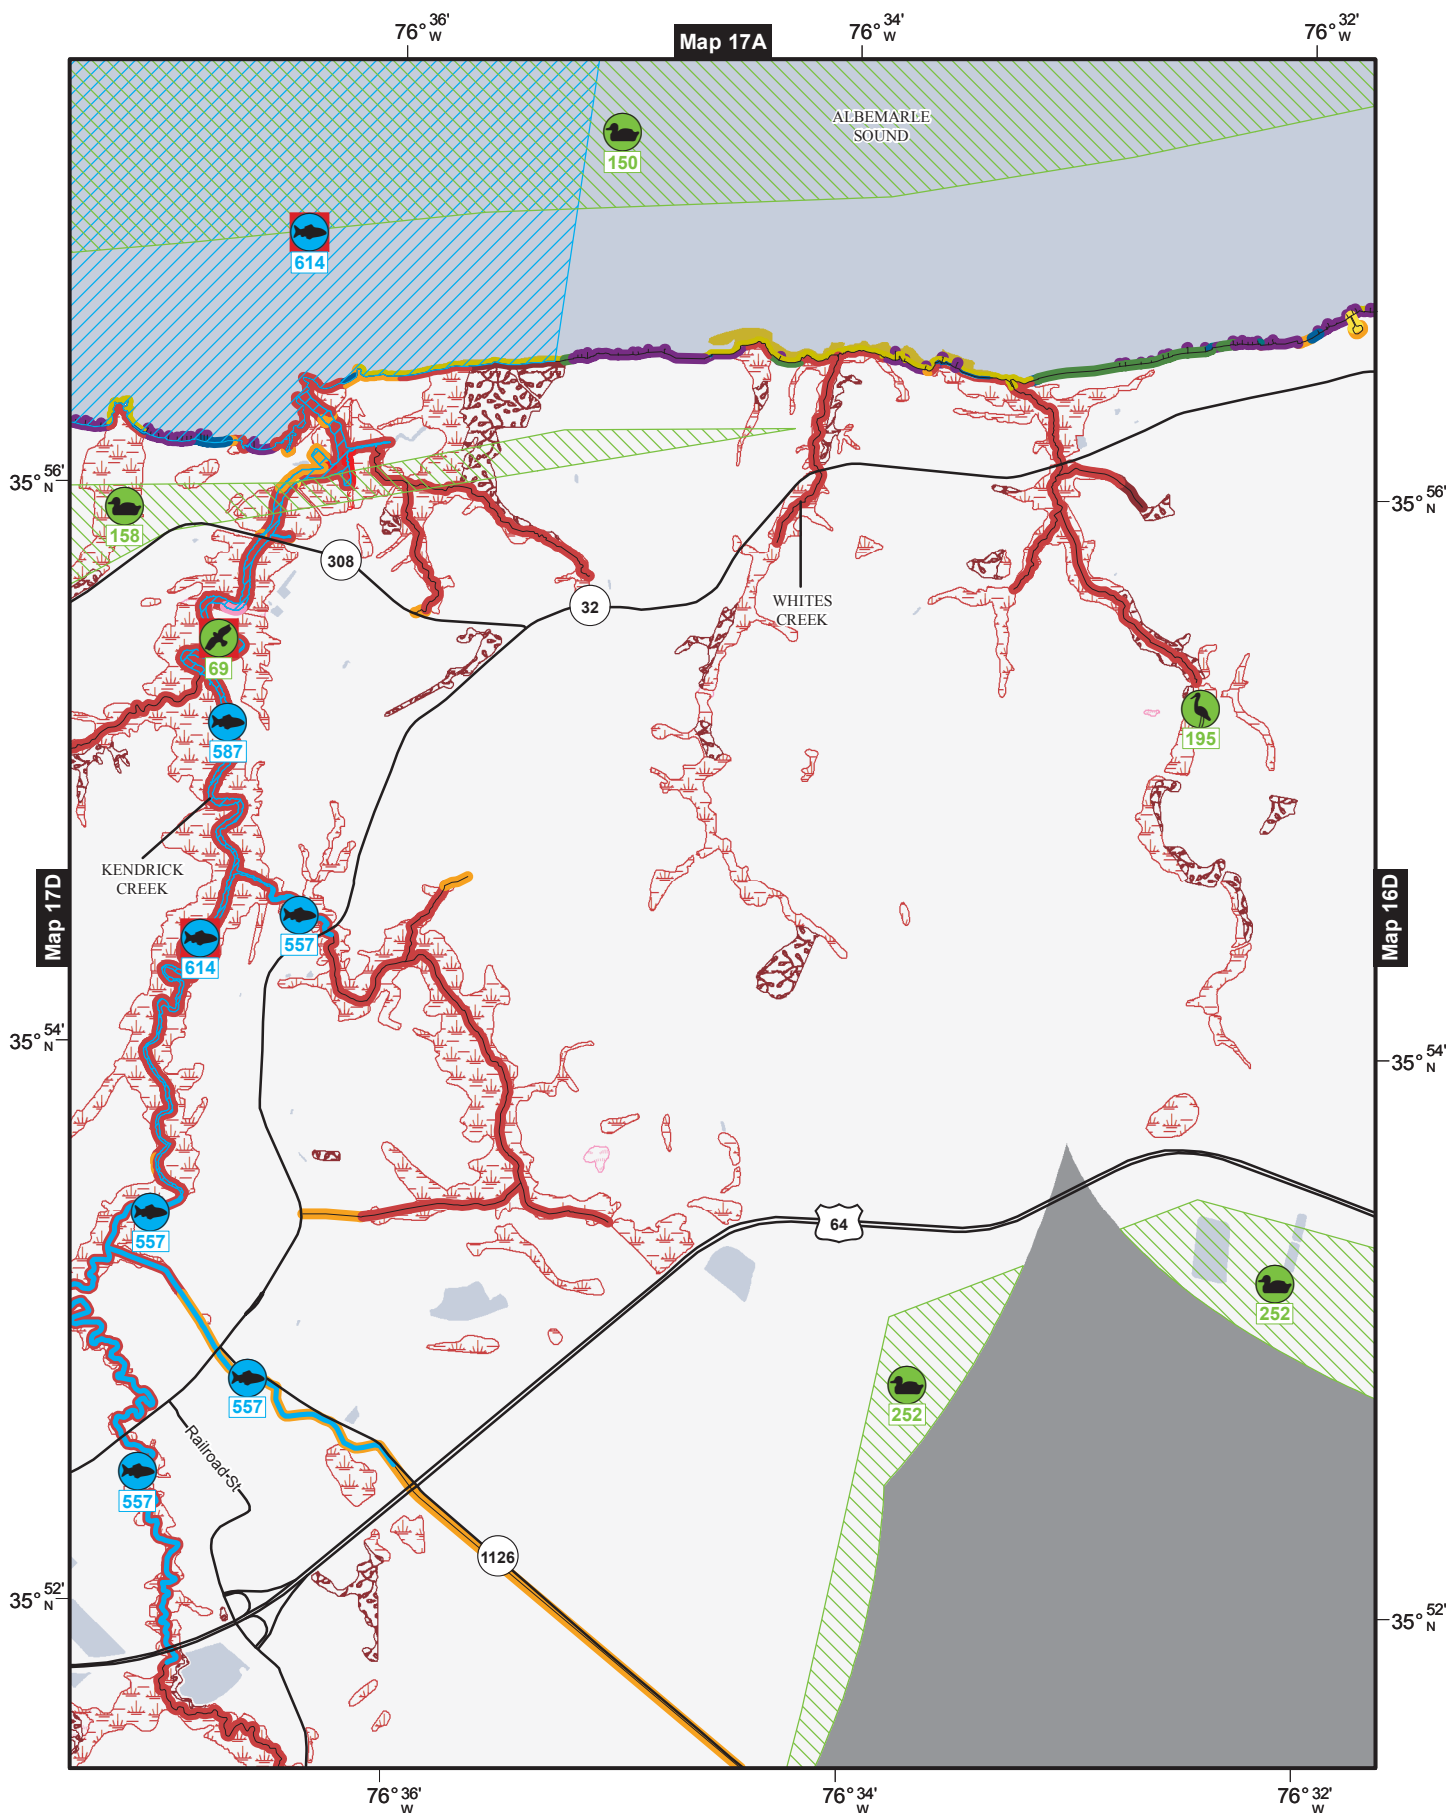 76° 36' W
Map 17A
76° 34' W
76° 32' W
ALBEMARLE
SOUND
150
614
35° 56' N
35° 56' N
158
308
32
WHITES
CREEK
69
195
587
KENDRICK
CREEK
Map 17D
Map 16D
557
614
35° 54' N
35° 54' N
557
64
252
557
252
Railroad St
557
1126
35° 52' N
35° 52' N
76° 36' W
76° 34' W
76° 32' W